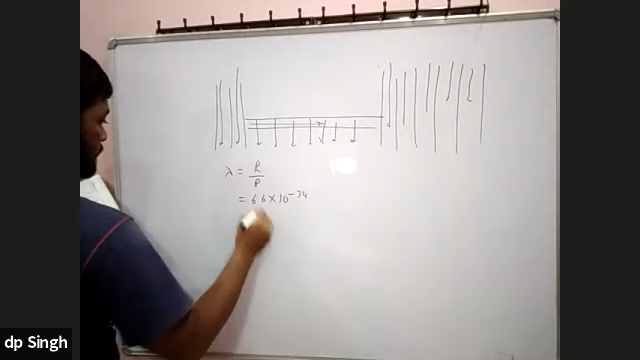 λ = h
p
= 6.6 × 10⁻³⁴
dp Singh